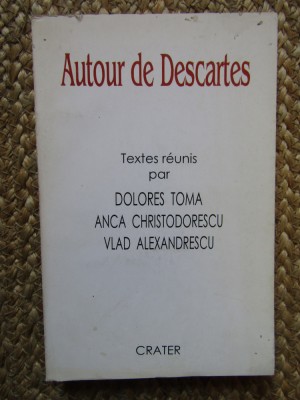 Autour de Descartes
Textes réunis
par
DOLORES TOMA
ANCA CHRISTODORESCU
VLAD ALEXANDRESCU
CRATER